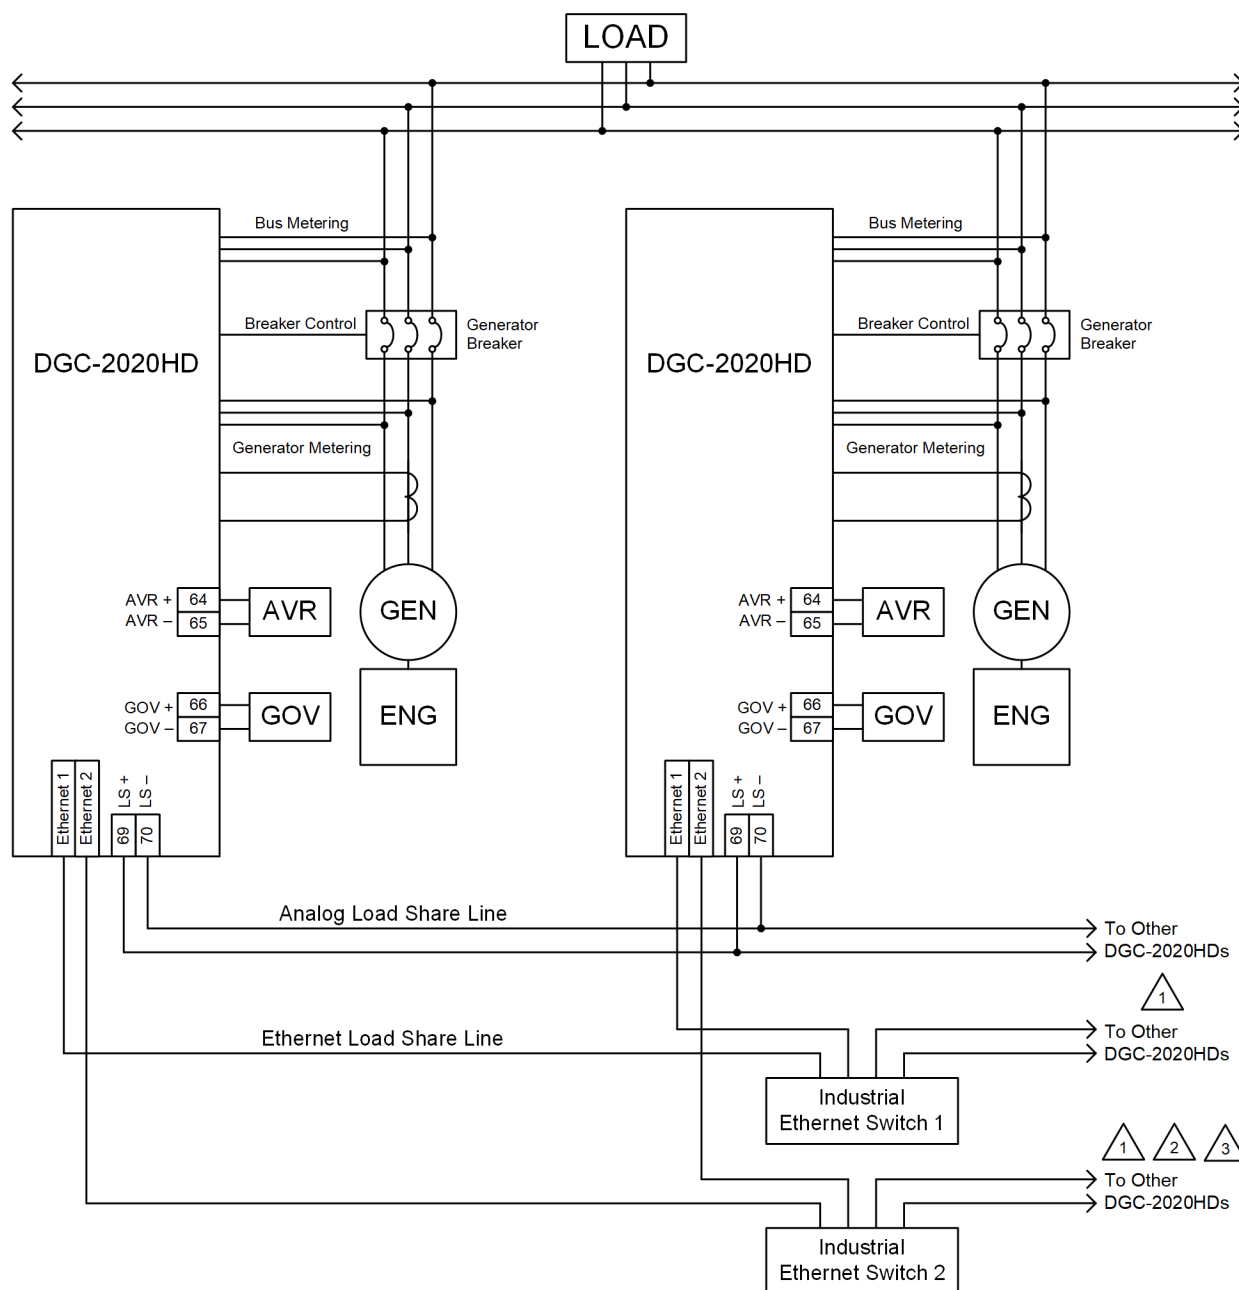 LOAD
Bus Metering
Bus Metering
Breaker Control
Generator
Breaker
Breaker Control
Generator
Breaker
DGC-2020HD
DGC-2020HD
Generator Metering
Generator Metering
AVR + 64
AVR – 65
AVR
GEN
AVR + 64
AVR – 65
AVR
GEN
GOV + 66
GOV – 67
GOV
ENG
GOV + 66
GOV – 67
GOV
ENG
Ethernet 1
Ethernet 2
69 LS +
70 LS –
Ethernet 1
Ethernet 2
69 LS +
70 LS –
Analog Load Share Line
To Other
DGC-2020HDs
1
Ethernet Load Share Line
To Other
DGC-2020HDs
Industrial
Ethernet Switch 1
1 2 3
To Other
DGC-2020HDs
Industrial
Ethernet Switch 2